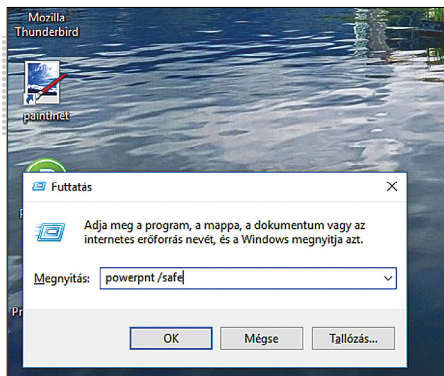 Mozilla
Thunderbird
paint.net
Futtatás
Adja meg a program, a mappa, a dokumentum vagy az
internetes erőforrás nevét, és a Windows megnyitja azt.
Megnyitás: powerpnt /safe
OK Mégse Tallózás...